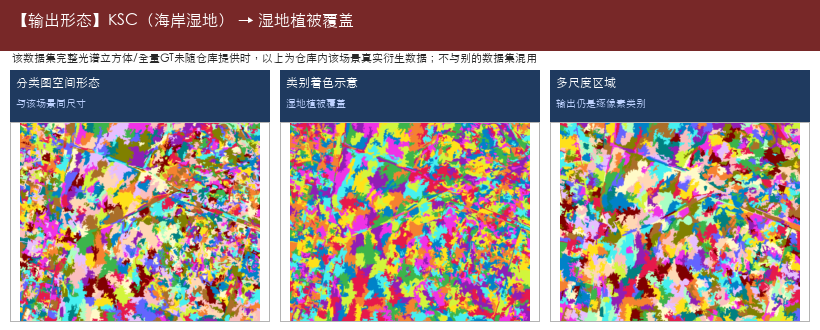 【输出形态】KSC（海岸湿地） → 湿地植被覆盖
该数据集完整光谱立方体/全量GT未随仓库提供时，以上为仓库内该场景真实衍生数据；不与别的数据集混用
分类图空间形态
与该场景同尺寸
类别着色示意
湿地植被覆盖
多尺度区域
输出仍是逐像素类别